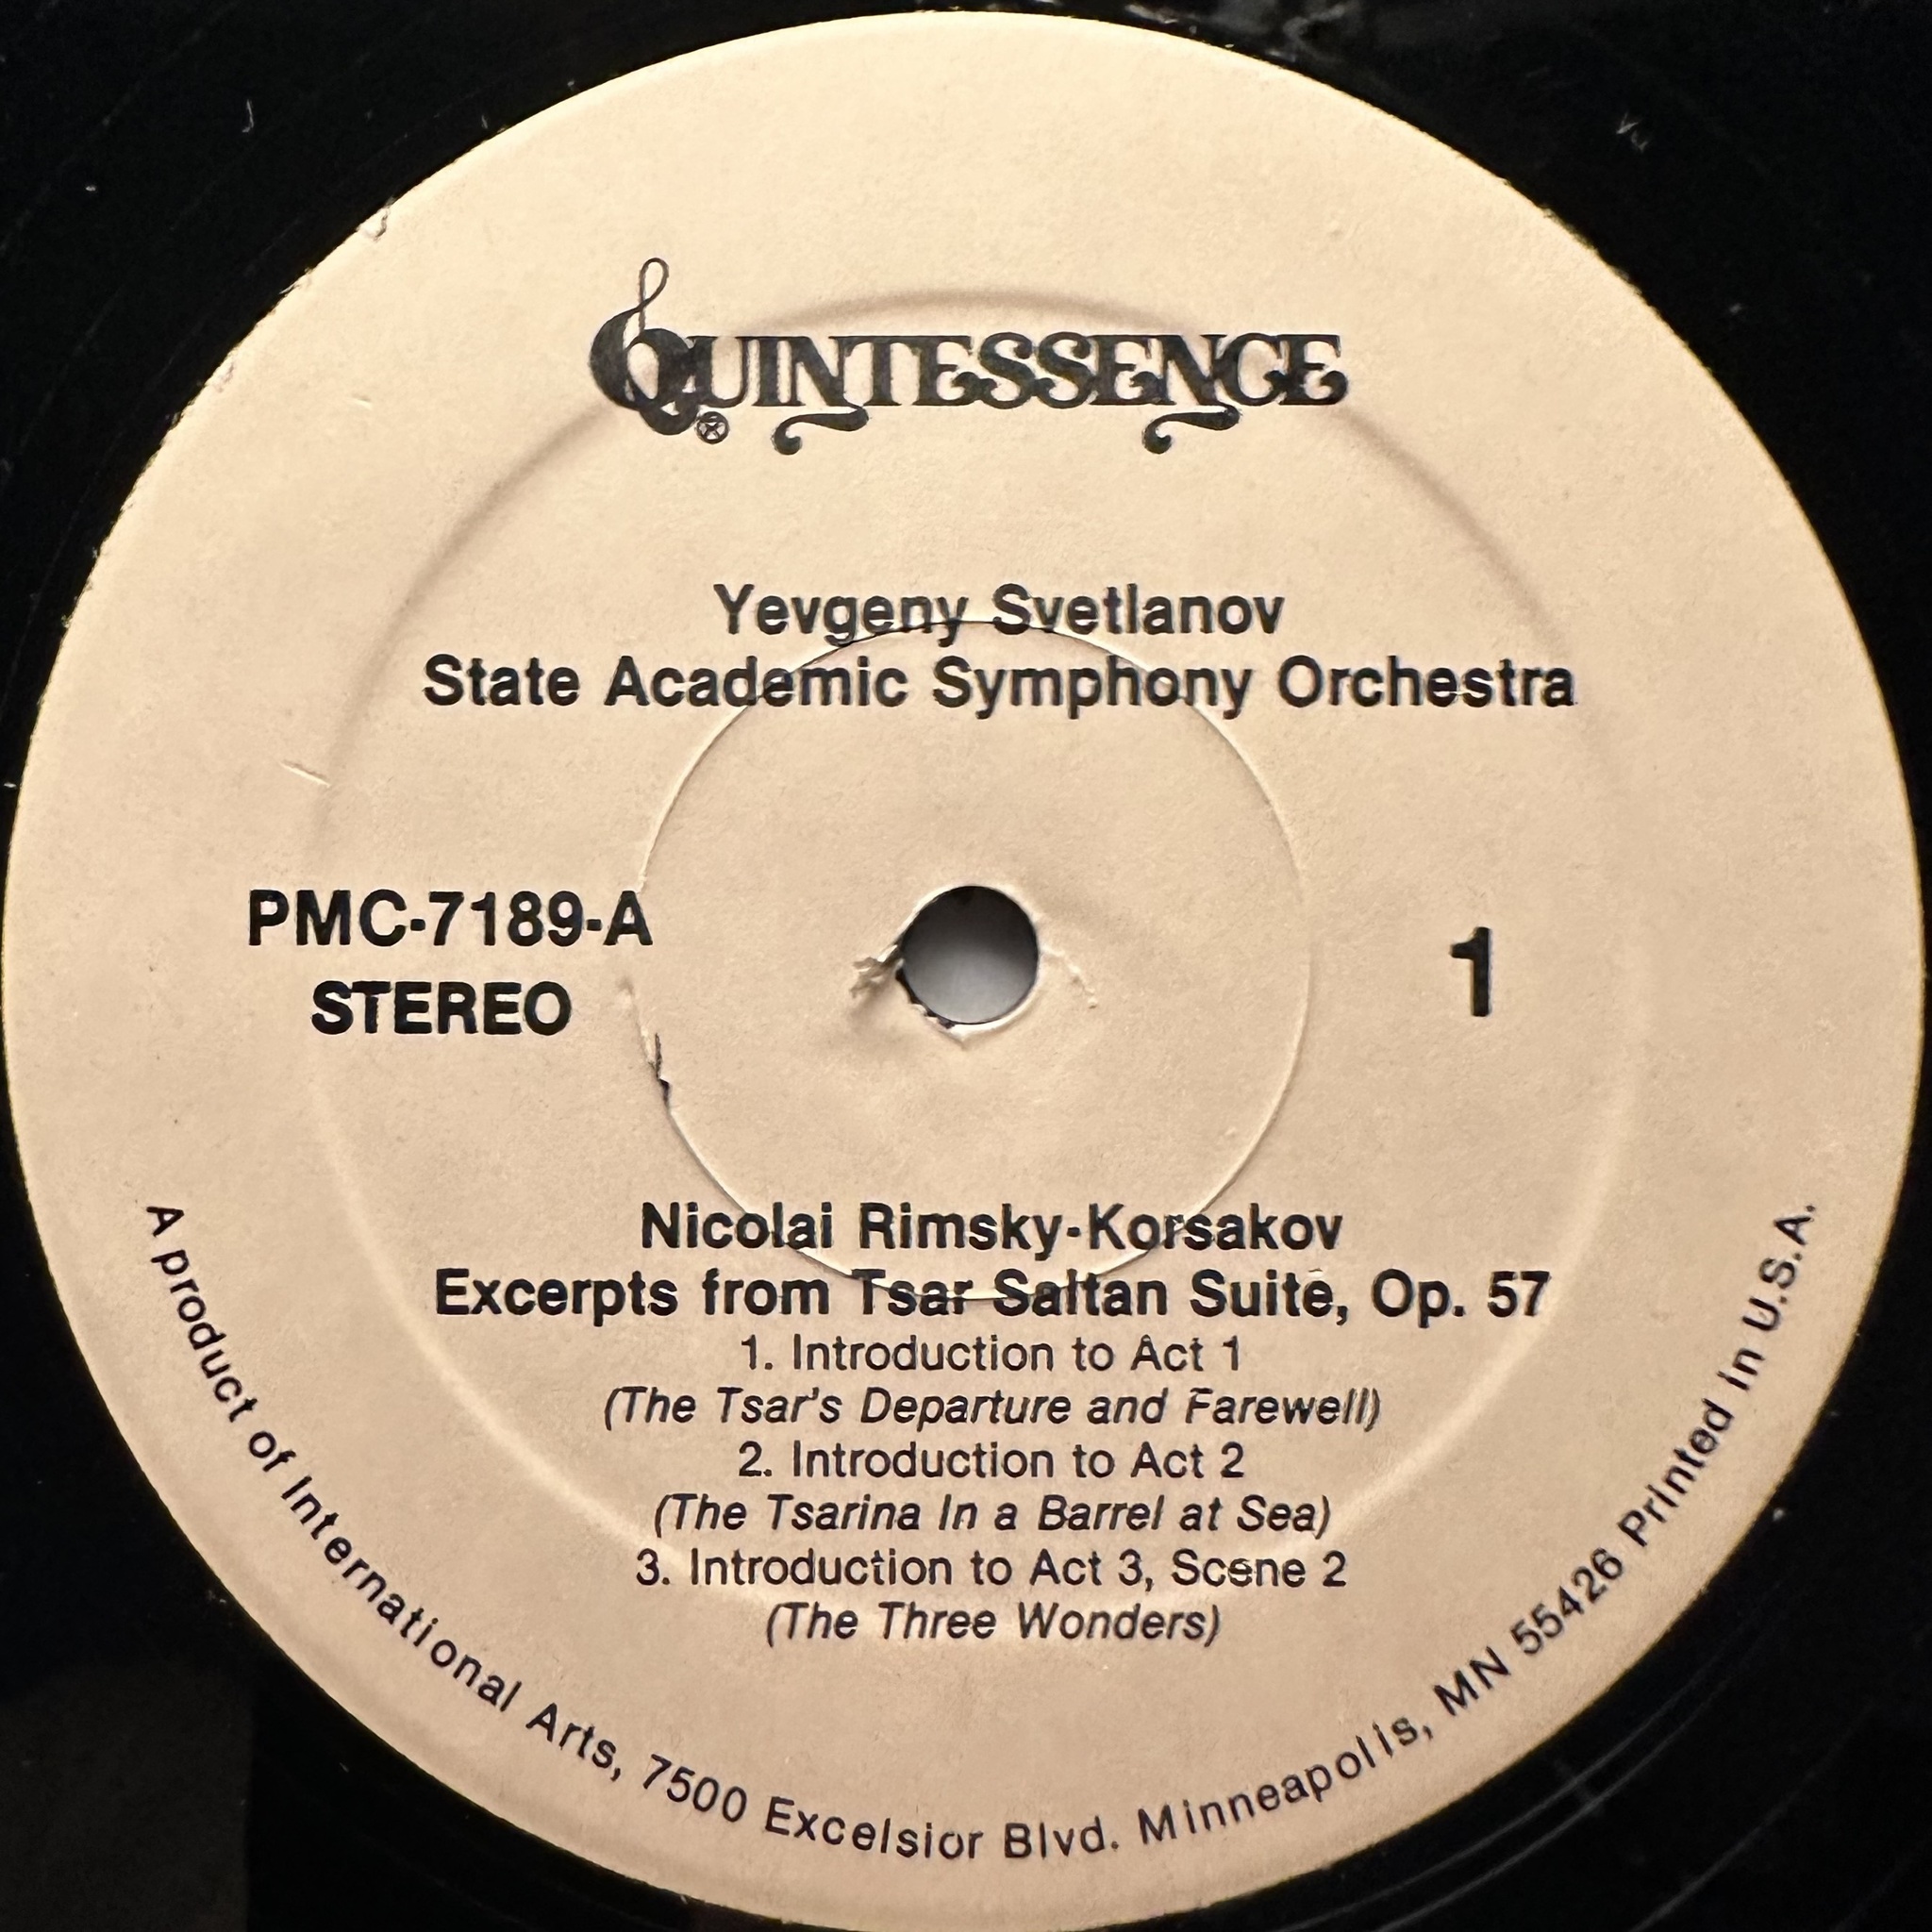 QUINTESSENCE
Yevgeny Svetlanov
State Academic Symphony Orchestra
PMC-7189-A
STEREO
1
Nicolai Rimsky-Korsakov
Excerpts from Tsar Saltan Suite, Op. 57
1. Introduction to Act 1
(The Tsar's Departure and Farewell)
2. Introduction to Act 2
(The Tsarina In a Barrel at Sea)
3. Introduction to Act 3, Scene 2
(The Three Wonders)
A product of International Arts, 7500 Excelsior Blvd. Minneapolis, MN 55426 Printed in U.S.A.